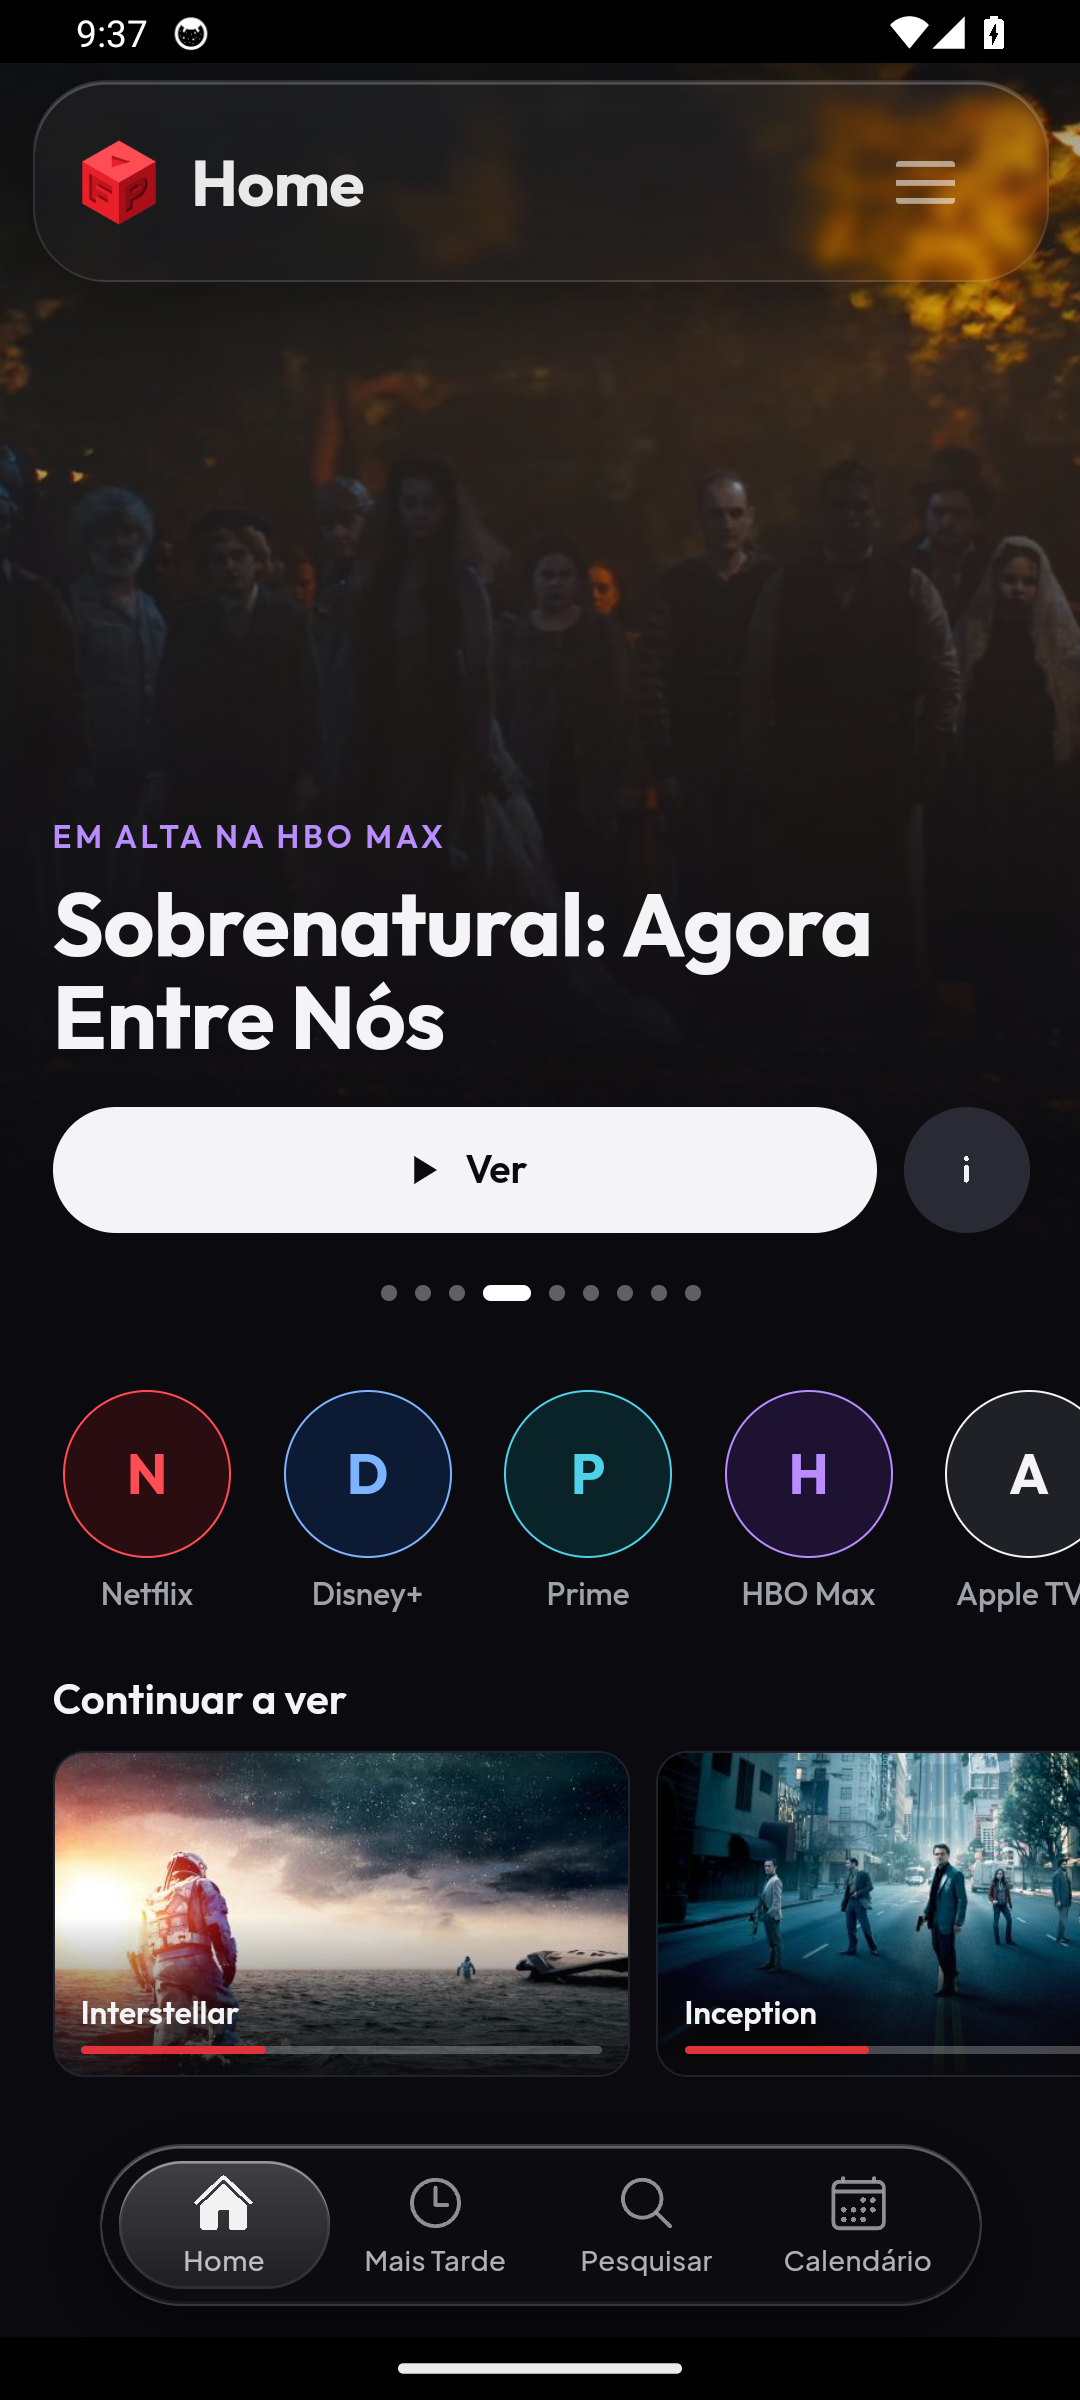 9:37
Home
EM ALTA NA HBO MAX
Sobrenatural: Agora
Entre Nós
Ver
N
D
P
H
A
Netflix
Disney+
Prime
HBO Max
Apple TV
Continuar a ver
Interstellar
Inception
Home
Mais Tarde
Pesquisar
Calendário